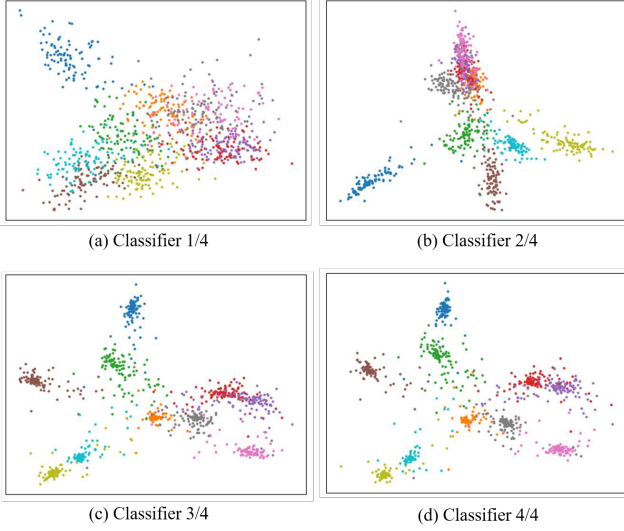 (a) Classifier 1/4
(b) Classifier 2/4
(c) Classifier 3/4
(d) Classifier 4/4